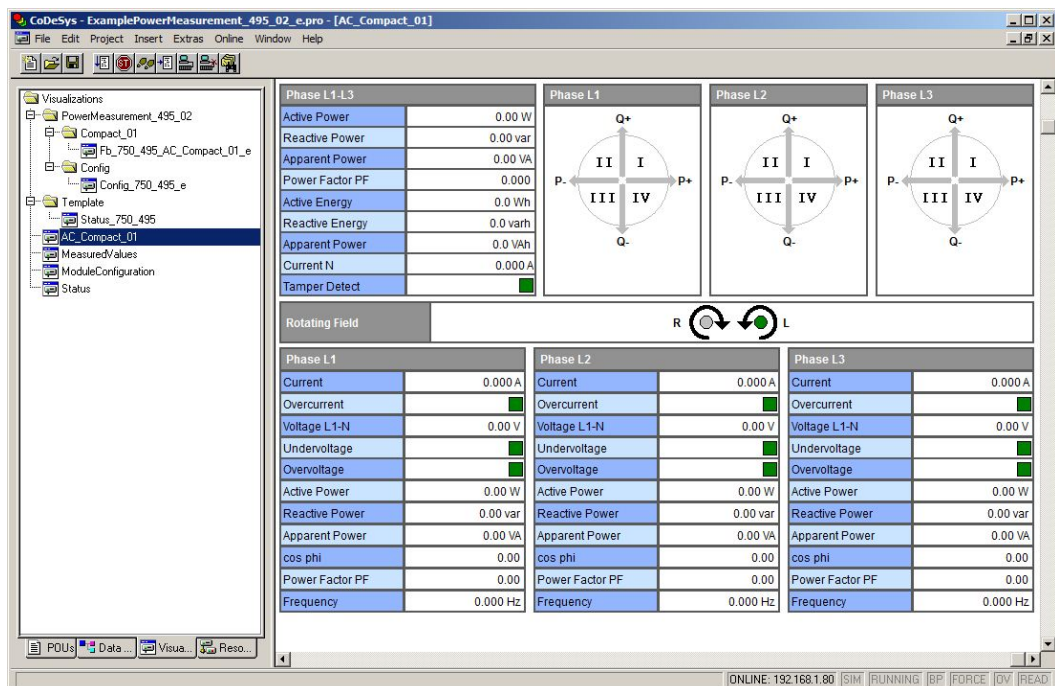 CoDeSys - ExamplePowerMeasurement_495_02_e.pro - [AC_Compact_01]
File Edit Project Insert Extras Online Window Help
Visualizations
PowerMeasurement_495_02
Compact_01
Fb_750_495_AC_Compact_01_e
Config
Config_750_495_e
Template
Status_750_495
AC_Compact_01
MeasuredValues
ModuleConfiguration
Status
POUs Data ... Visua... Reso...
Phase L1-L3
Active Power 0.00 W
Reactive Power 0.00 var
Apparent Power 0.00 VA
Power Factor PF 0.000
Active Energy 0.0 Wh
Reactive Energy 0.0 varh
Apparent Power 0.0 VAh
Current N 0.000 A
Tamper Detect
Phase L1 Phase L2 Phase L3
Q+ Q+ Q+
II I II I II I
P- P+ P- P+ P- P+
III IV III IV III IV
Q- Q- Q-
Rotating Field R L
Phase L1 Phase L2 Phase L3
Current 0.000 A Current 0.000 A Current 0.000 A
Overcurrent Overcurrent Overcurrent
Voltage L1-N 0.00 V Voltage L1-N 0.00 V Voltage L1-N 0.00 V
Undervoltage Undervoltage Undervoltage
Overvoltage Overvoltage Overvoltage
Active Power 0.00 W Active Power 0.00 W Active Power 0.00 W
Reactive Power 0.00 var Reactive Power 0.00 var Reactive Power 0.00 var
Apparent Power 0.00 VA Apparent Power 0.00 VA Apparent Power 0.00 VA
cos phi 0.00 cos phi 0.00 cos phi 0.00
Power Factor PF 0.00 Power Factor PF 0.00 Power Factor PF 0.00
Frequency 0.000 Hz Frequency 0.000 Hz Frequency 0.000 Hz
ONLINE: 192.168.1.80 SIM RUNNING BP FORCE OV READ